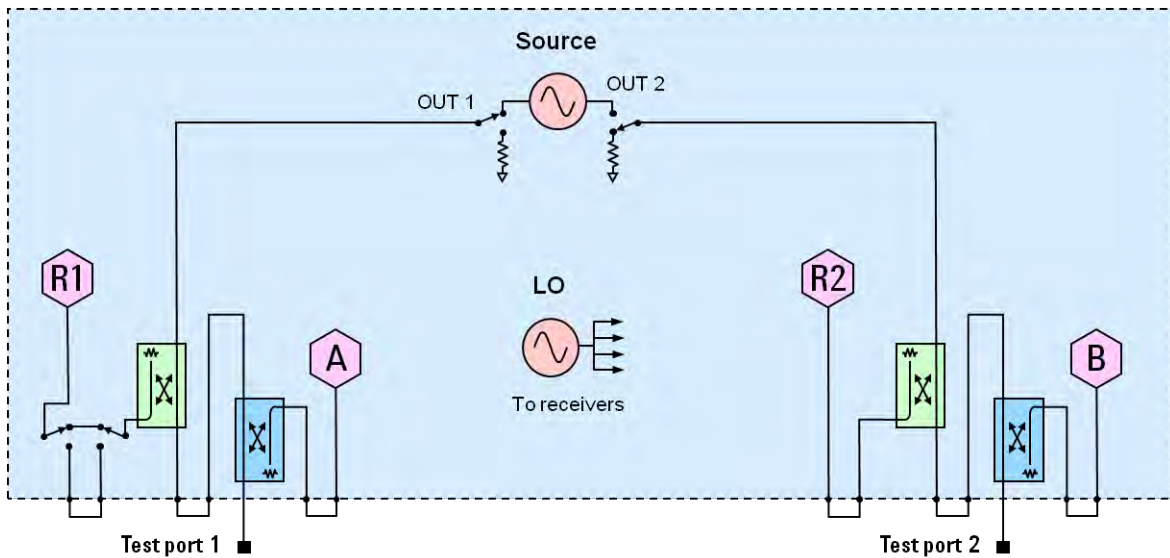 Source
OUT 1
OUT 2
R1
LO
R2
A
B
To receivers
Test port 1
Test port 2